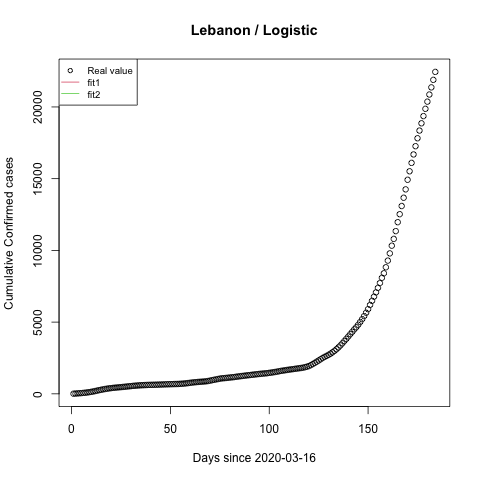 Lebanon / Logistic
Real value
fit1
fit2
Cumulative Confirmed cases
20000
15000
10000
5000
0
0 50 100 150
Days since 2020-03-16